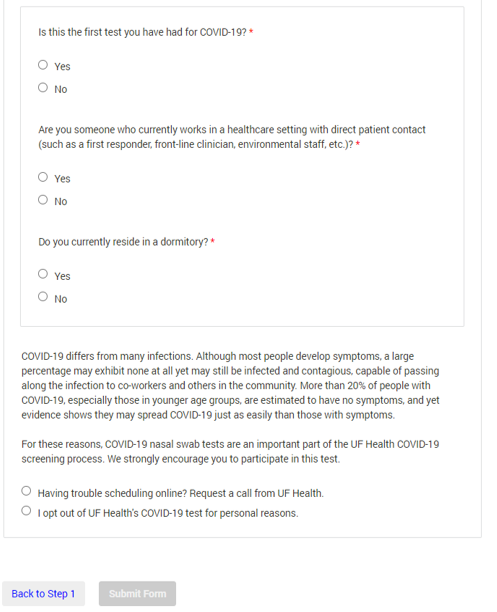 Is this the first test you have had for COVID-19? *
Yes
No
Are you someone who currently works in a healthcare setting with direct patient contact
(such as a first responder, front-line clinician, environmental staff, etc.)? *
Yes
No
Do you currently reside in a dormitory? *
Yes
No
COVID-19 differs from many infections. Although most people develop symptoms, a large
percentage may exhibit none at all yet may still be infected and contagious, capable of passing
along the infection to co-workers and others in the community. More than 20% of people with
COVID-19, especially those in younger age groups, are estimated to have no symptoms, and yet
evidence shows they may spread COVID-19 just as easily than those with symptoms.
For these reasons, COVID-19 nasal swab tests are an important part of the UF Health COVID-19
screening process. We strongly encourage you to participate in this test.
Having trouble scheduling online? Request a call from UF Health.
I opt out of UF Health's COVID-19 test for personal reasons.
Back to Step 1
Submit Form